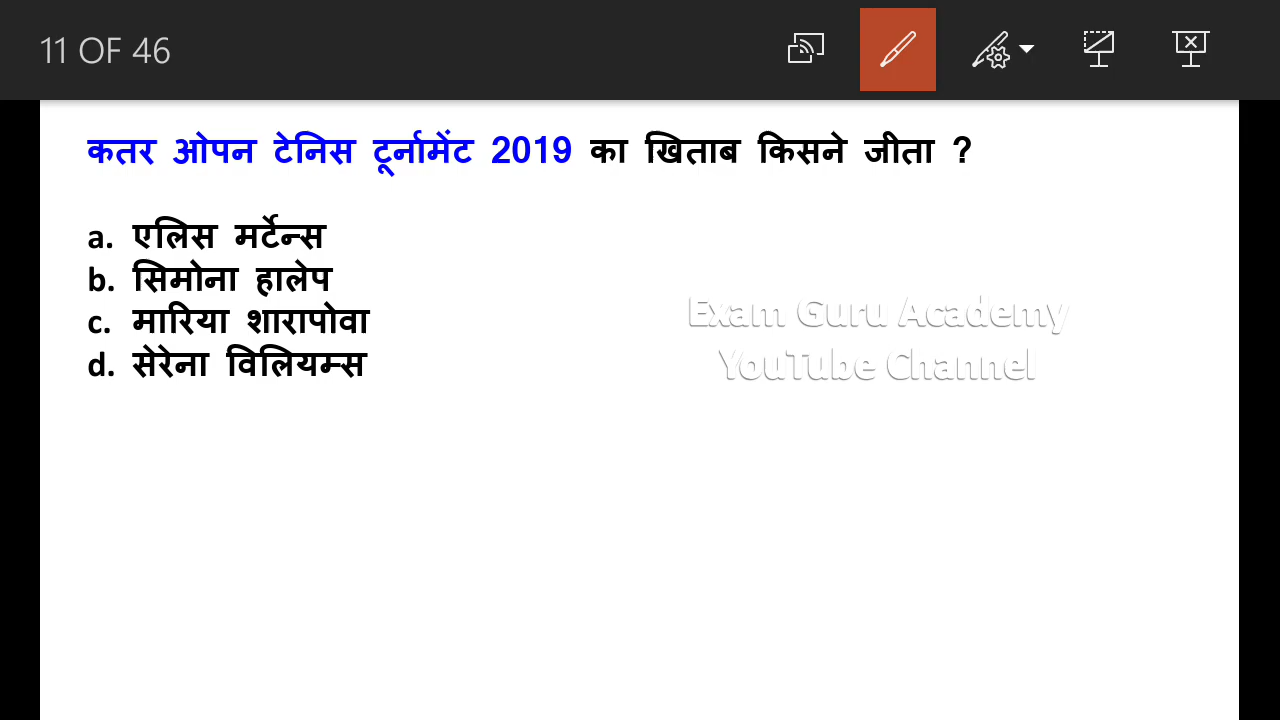 11 OF 46
कतर ओपन टेनिस टूर्नामेंट 2019 का खिताब किसने जीता ?
a. एलिस मर्टेन्स
b. सिमोना हालेप
c. मारिया शारापोवा
d. सेरेना विलियम्स
Exam Guru Academy
YouTube Channel